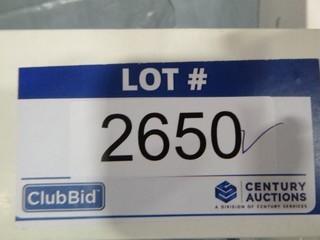 LOT #
2650
ClubBid
CENTURY
AUCTIONS
A DIVISION OF CENTURY SERVICES